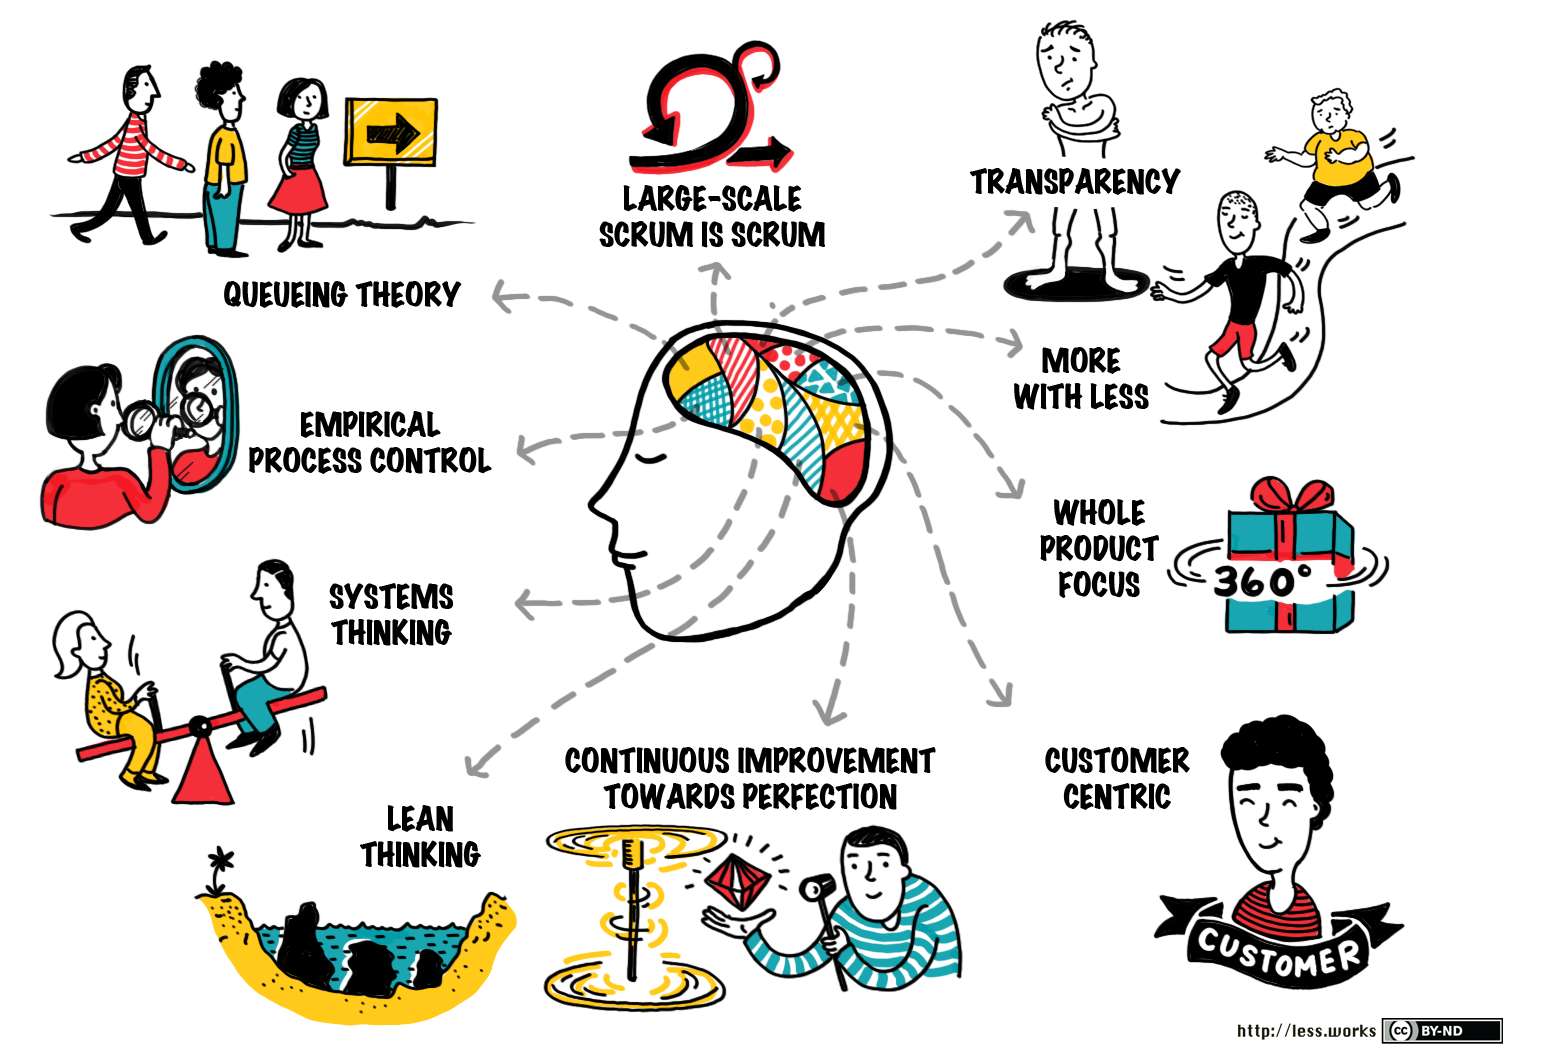 LARGE-SCALE
SCRUM IS SCRUM
TRANSPARENCY
QUEUEING THEORY
MORE
WITH LESS
EMPIRICAL
PROCESS CONTROL
WHOLE
PRODUCT
FOCUS
360°
SYSTEMS
THINKING
CONTINUOUS IMPROVEMENT
TOWARDS PERFECTION
CUSTOMER
CENTRIC
LEAN
THINKING
CUSTOMER
http://less.works
cc BY-ND